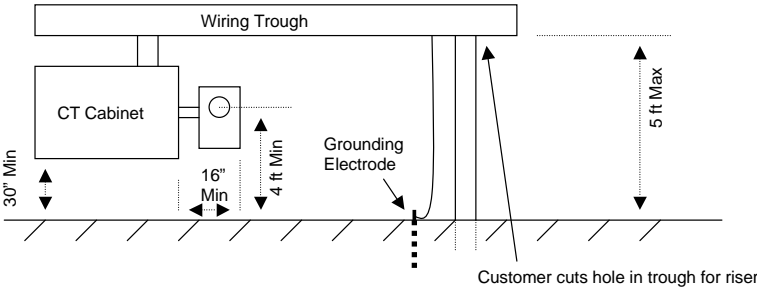 Wiring Trough
CT Cabinet
30” Min
16”
Min
4 ft Min
Grounding
Electrode
5 ft Max
Customer cuts hole in trough for riser